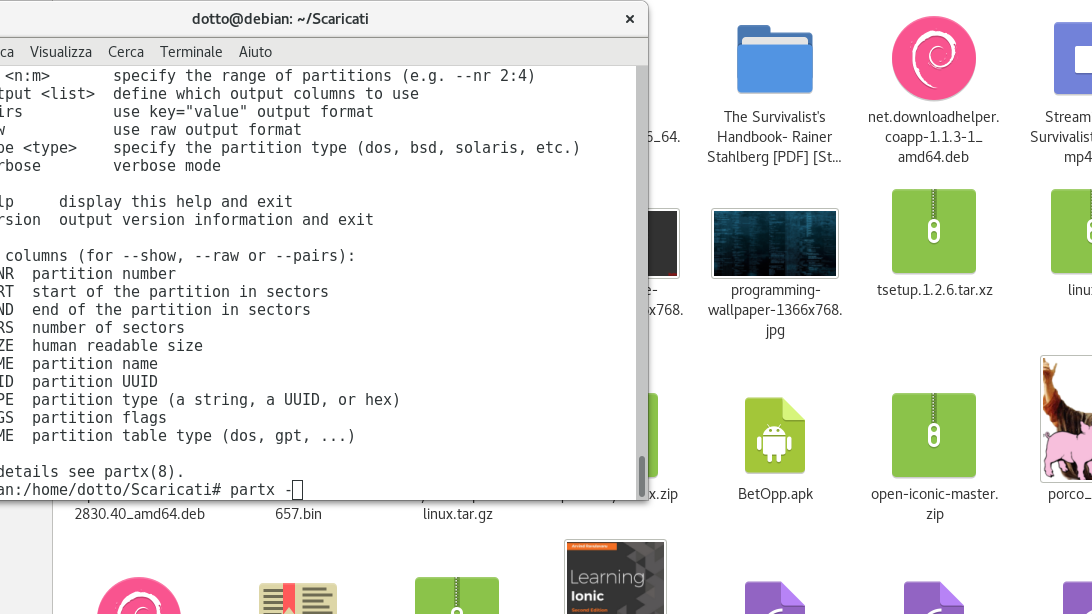 dotto@debian: ~/Scaricati
ca Visualizza Cerca Terminale Aiuto
<n:m> specify the range of partitions (e.g. --nr 2:4)
tput <list> define which output columns to use
irs use key="value" output format
w use raw output format
pe <type> specify the partition type (dos, bsd, solaris, etc.)
rbose verbose mode
lp display this help and exit
rsion output version information and exit
columns (for --show, --raw or --pairs):
NR partition number
RT start of the partition in sectors
ND end of the partition in sectors
RS number of sectors
ZE human readable size
ME partition name
ID partition UUID
PE partition type (a string, a UUID, or hex)
GS partition flags
ME partition table type (dos, gpt, ...)
details see partx(8).
an:/home/dotto/Scaricati# partx -
6_64.
The Survivalist's
Handbook- Rainer
Stahlberg [PDF] [St...
net.downloadhelper.
coapp-1.1.3-1_
amd64.deb
Stream
Survivalist
mp4
e-
x768.
programming-
wallpaper-1366x768.
jpg
tsetup.1.2.6.tar.xz
linu
x.zip
BetOpp.apk
open-iconic-master.
zip
porco_
2830.40_amd64.deb
657.bin
linux.tar.gz
Learning
Ionic
Second Edition